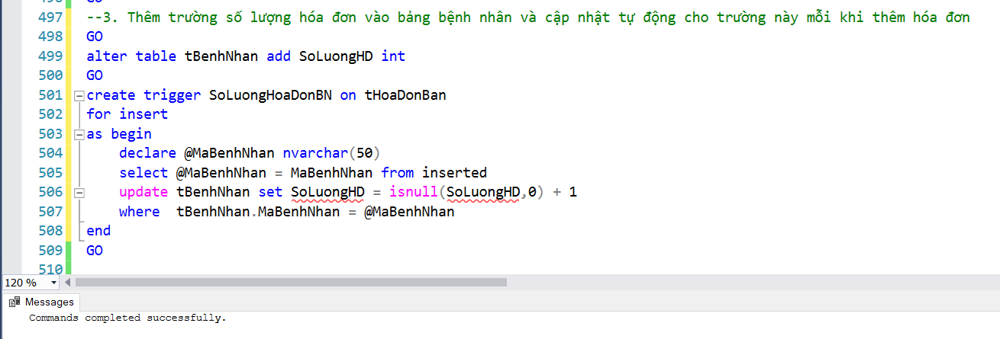 497 --3. Thêm trường số lượng hóa đơn vào bảng bệnh nhân và cập nhật tự động cho trường này mỗi khi thêm hóa đơn
498 GO
499 alter table tBenhNhan add SoLuongHD int
500 GO
501 create trigger SoLuongHoaDonBN on tHoaDonBan
502 for insert
503 as begin
504 declare @MaBenhNhan nvarchar(50)
505 select @MaBenhNhan = MaBenhNhan from inserted
506 update tBenhNhan set SoLuongHD = isnull(SoLuongHD,0) + 1
507 where tBenhNhan.MaBenhNhan = @MaBenhNhan
508 end
509 GO
510
120 %
Messages
Commands completed successfully.